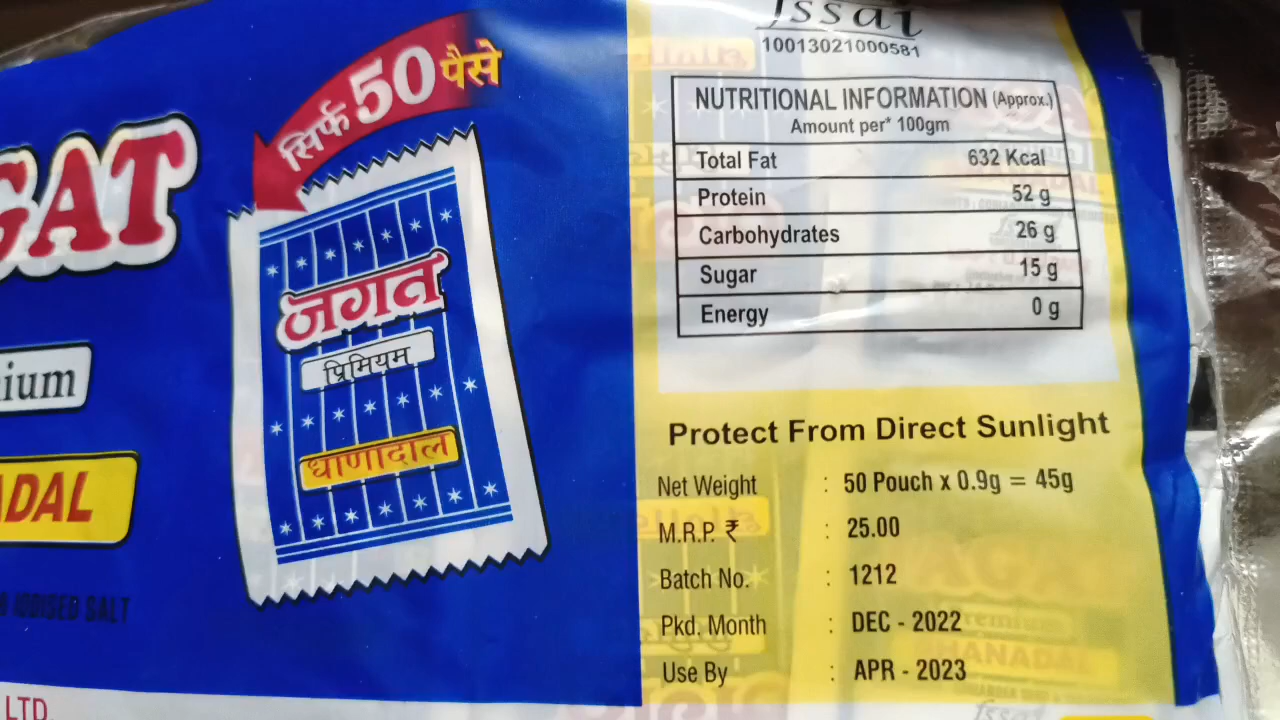 fssai
10013021000581
सिर्फ 50 पैसे
GAT
जगत
प्रिमियम
धाणादाल
ium
ADAL
IODISED SALT
LTD.
NUTRITIONAL INFORMATION (Approx.)
Amount per* 100gm
Total Fat 632 Kcal
Protein 52 g
Carbohydrates 26 g
Sugar 15 g
Energy 0 g
Protect From Direct Sunlight
Net Weight : 50 Pouch x 0.9g = 45g
M.R.P. ₹ : 25.00
Batch No. : 1212
Pkd. Month : DEC - 2022
Use By : APR - 2023